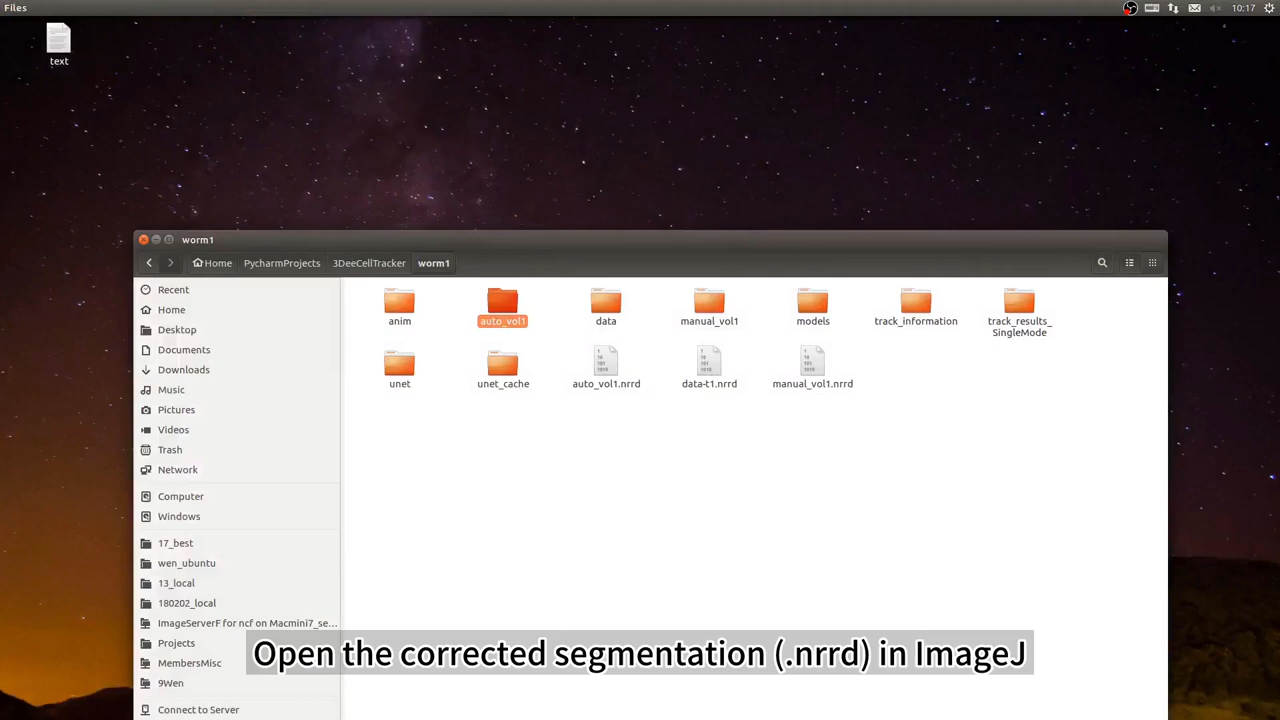 Files
10:17
text
worm1
Home
PycharmProjects
3DeeCellTracker
worm1
Recent
Home
Desktop
Documents
Downloads
Music
Pictures
Videos
Trash
Network
Computer
Windows
17_best
wen_ubuntu
13_local
180202_local
ImageServerF for ncf on Macmini7_se...
Projects
MembersMisc
9Wen
Connect to Server
anim
auto_vol1
data
manual_vol1
models
track_information
track_results_
SingleMode
unet
unet_cache
auto_vol1.nrrd
data-t1.nrrd
manual_vol1.nrrd
Open the corrected segmentation (.nrrd) in ImageJ